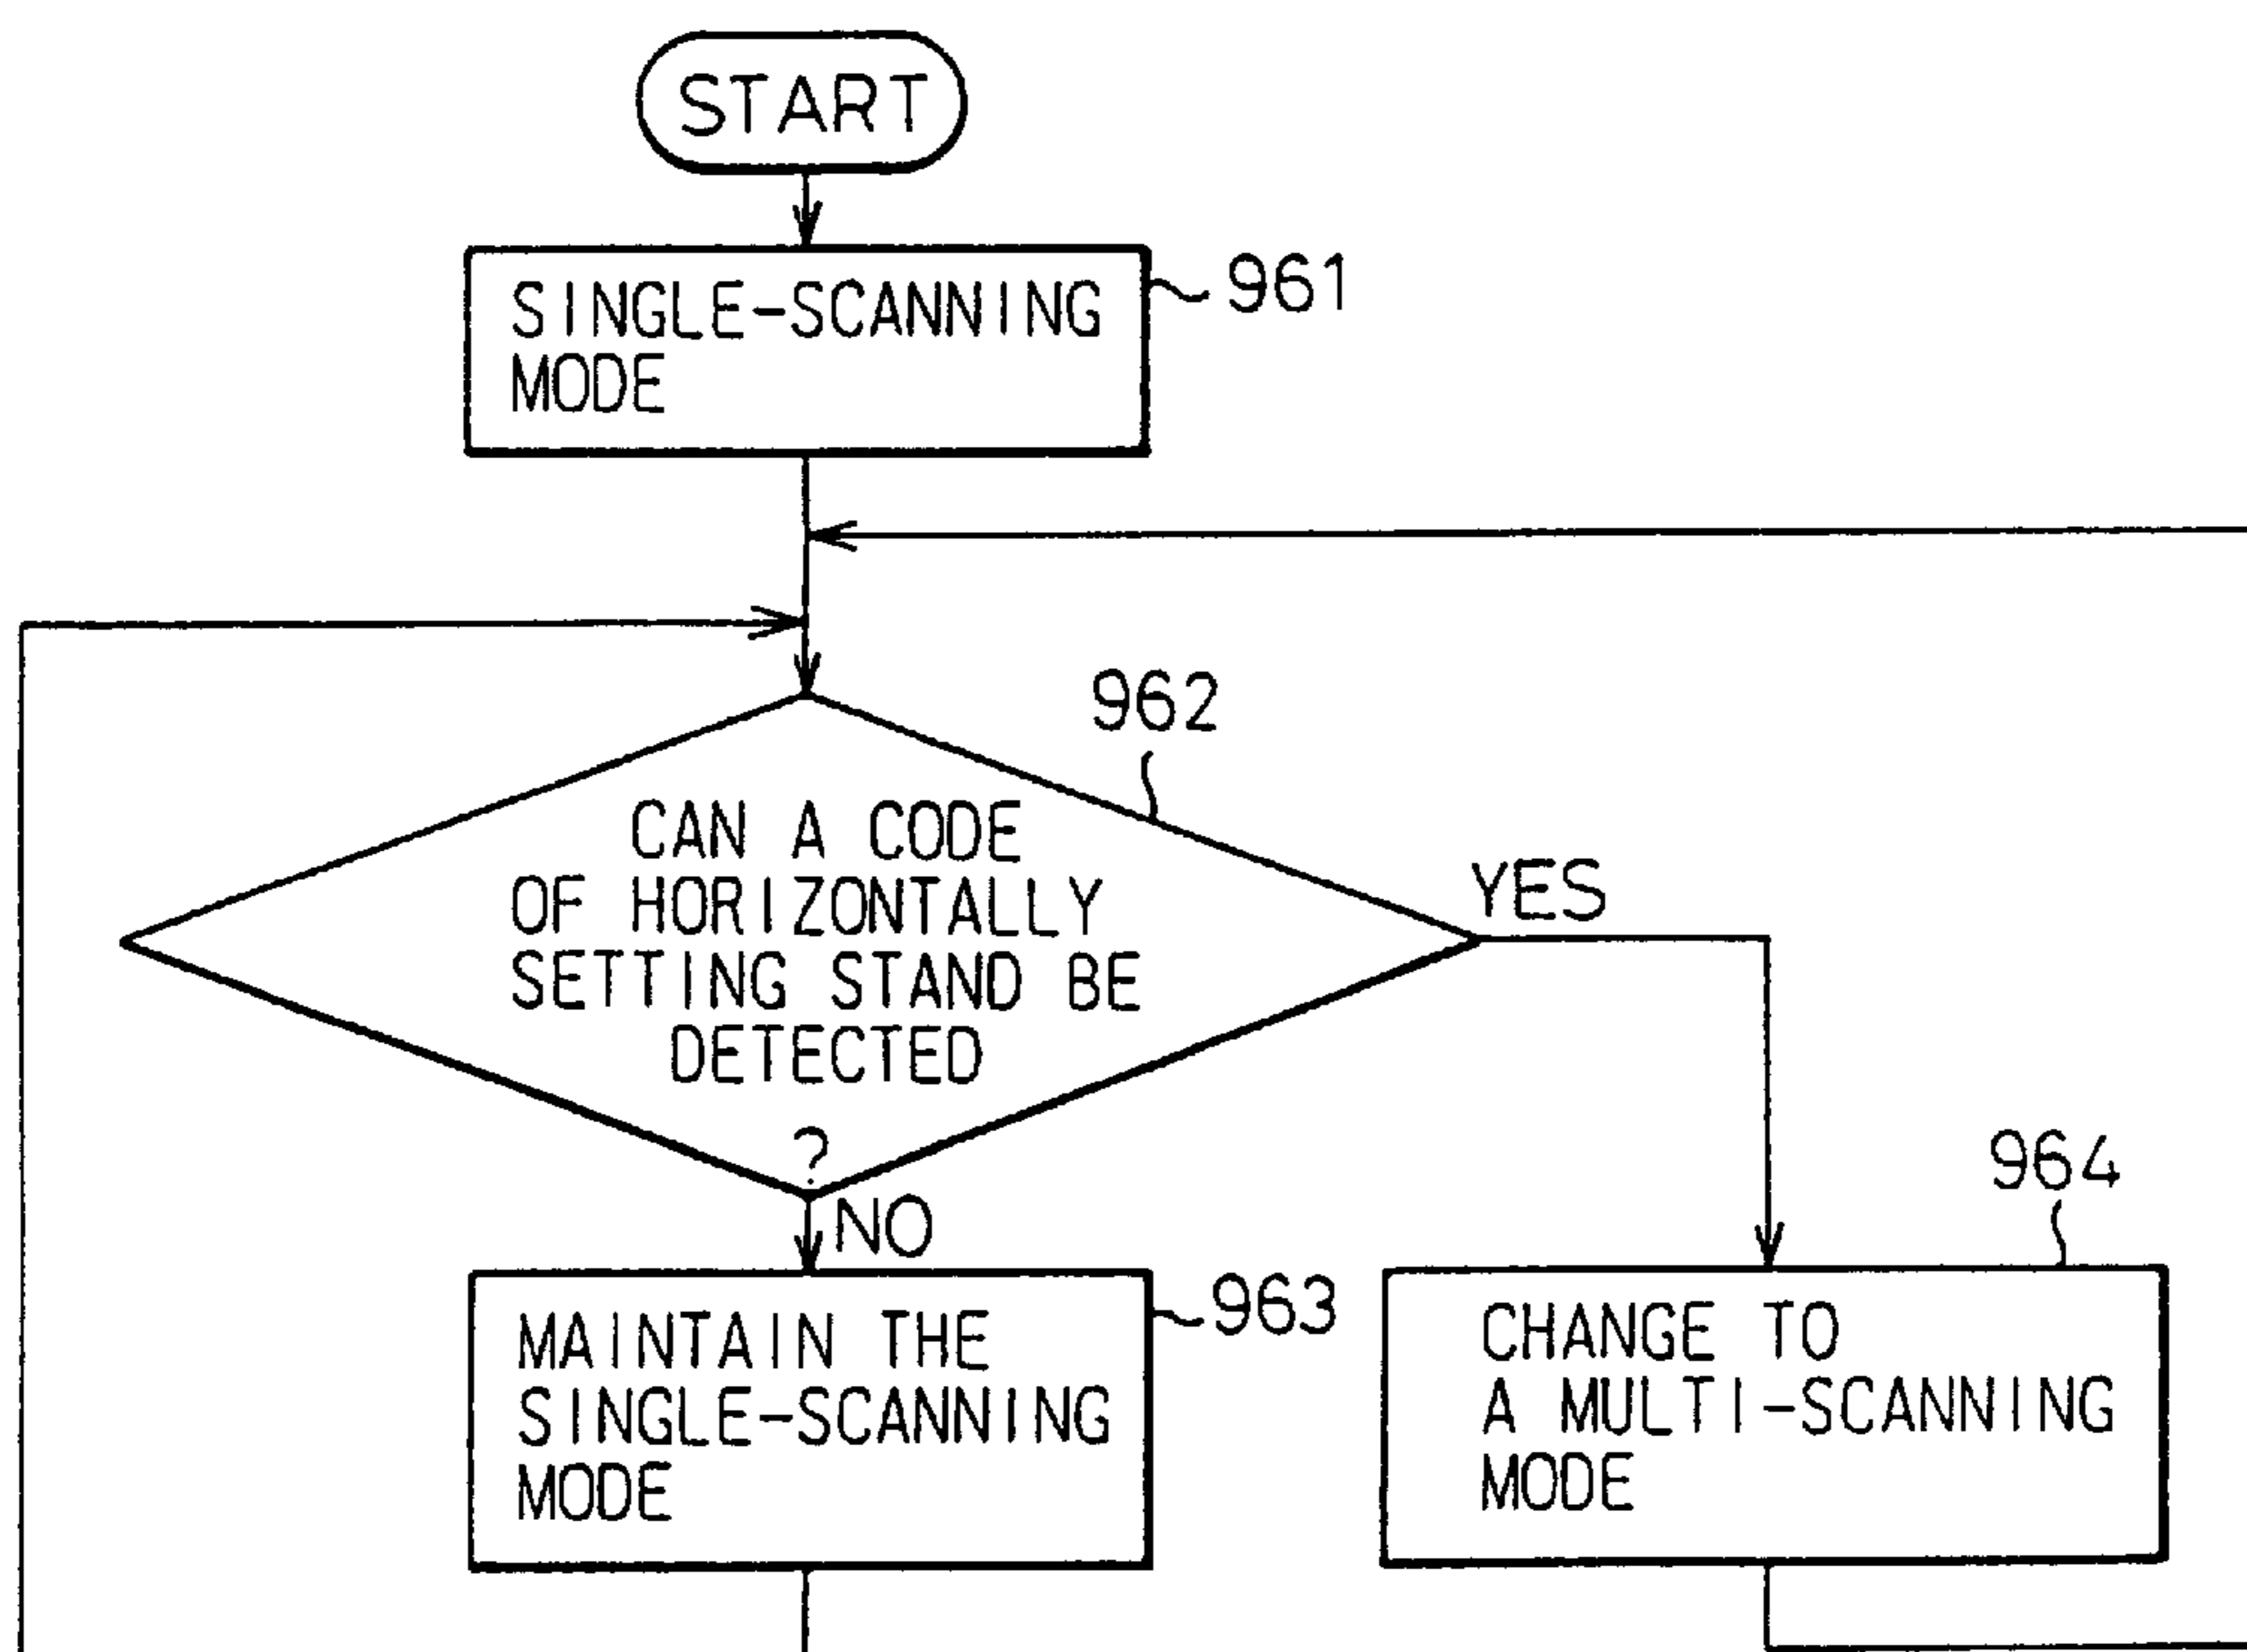 START
961
SINGLE-SCANNING
MODE
962
CAN A CODE
OF HORIZONTALLY
SETTING STAND BE
DETECTED
?
YES
NO
963
MAINTAIN THE
SINGLE-SCANNING
MODE
964
CHANGE TO
A MULTI-SCANNING
MODE